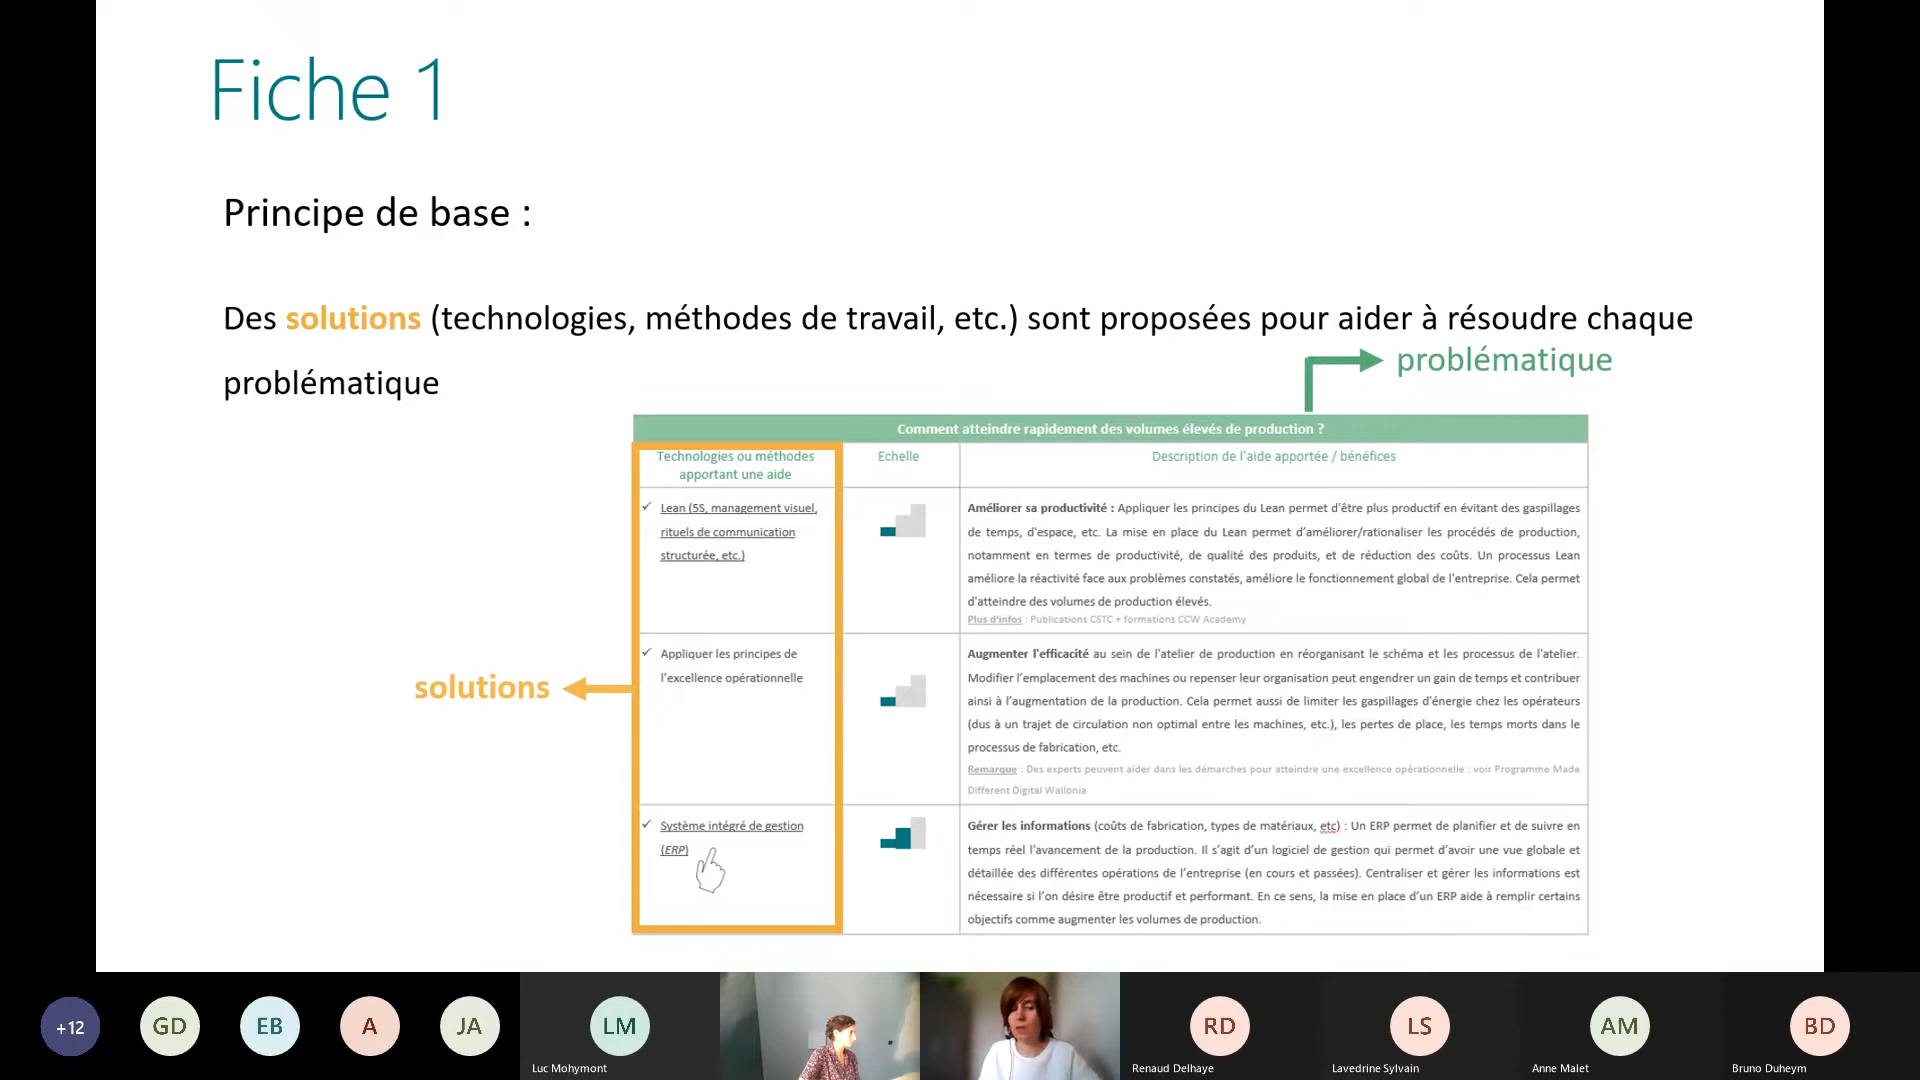 Fiche 1
Principe de base :
Des solutions (technologies, méthodes de travail, etc.) sont proposées pour aider à résoudre chaque
problématique
problématique
solutions
Comment atteindre rapidement des volumes élevés de production ?
Technologies ou méthodes
apportant une aide
Echelle
Description de l'aide apportée / bénéfices
✓ Lean (5S, management visuel,
rituels de communication
structurée, etc.)
Améliorer sa productivité : Appliquer les principes du Lean permet d'être plus productif en évitant des gaspillages
de temps, d'espace, etc. La mise en place du Lean permet d'améliorer/rationaliser les procédés de production,
notamment en termes de productivité, de qualité des produits, et de réduction des coûts. Un processus Lean
améliore la réactivité face aux problèmes constatés, améliore le fonctionnement global de l'entreprise. Cela permet
d'atteindre des volumes de production élevés.
Plus d'infos : Publications CSTC + formations CCW Academy
✓ Appliquer les principes de
l'excellence opérationnelle
Augmenter l'efficacité au sein de l'atelier de production en réorganisant le schéma et les processus de l'atelier.
Modifier l'emplacement des machines ou repenser leur organisation peut engendrer un gain de temps et contribuer
ainsi à l'augmentation de la production. Cela permet aussi de limiter les gaspillages d'énergie chez les opérateurs
(dus à un trajet de circulation non optimal entre les machines, etc.), les pertes de place, les temps morts dans le
processus de fabrication, etc.
Remarque : Des experts peuvent aider dans les démarches pour atteindre une excellence opérationnelle : voir Programme Made
Different Digital Wallonia
✓ Système intégré de gestion
(ERP)
Gérer les informations (coûts de fabrication, types de matériaux, etc) : Un ERP permet de planifier et de suivre en
temps réel l'avancement de la production. Il s'agit d'un logiciel de gestion qui permet d'avoir une vue globale et
détaillée des différentes opérations de l'entreprise (en cours et passées). Centraliser et gérer les informations est
nécessaire si l'on désire être productif et performant. En ce sens, la mise en place d'un ERP aide à remplir certains
objectifs comme augmenter les volumes de production.
+12
GD
EB
A
JA
LM
Luc Mohymont
RD
Renaud Delhaye
LS
Lavedrine Sylvain
AM
Anne Malet
BD
Bruno Duheym